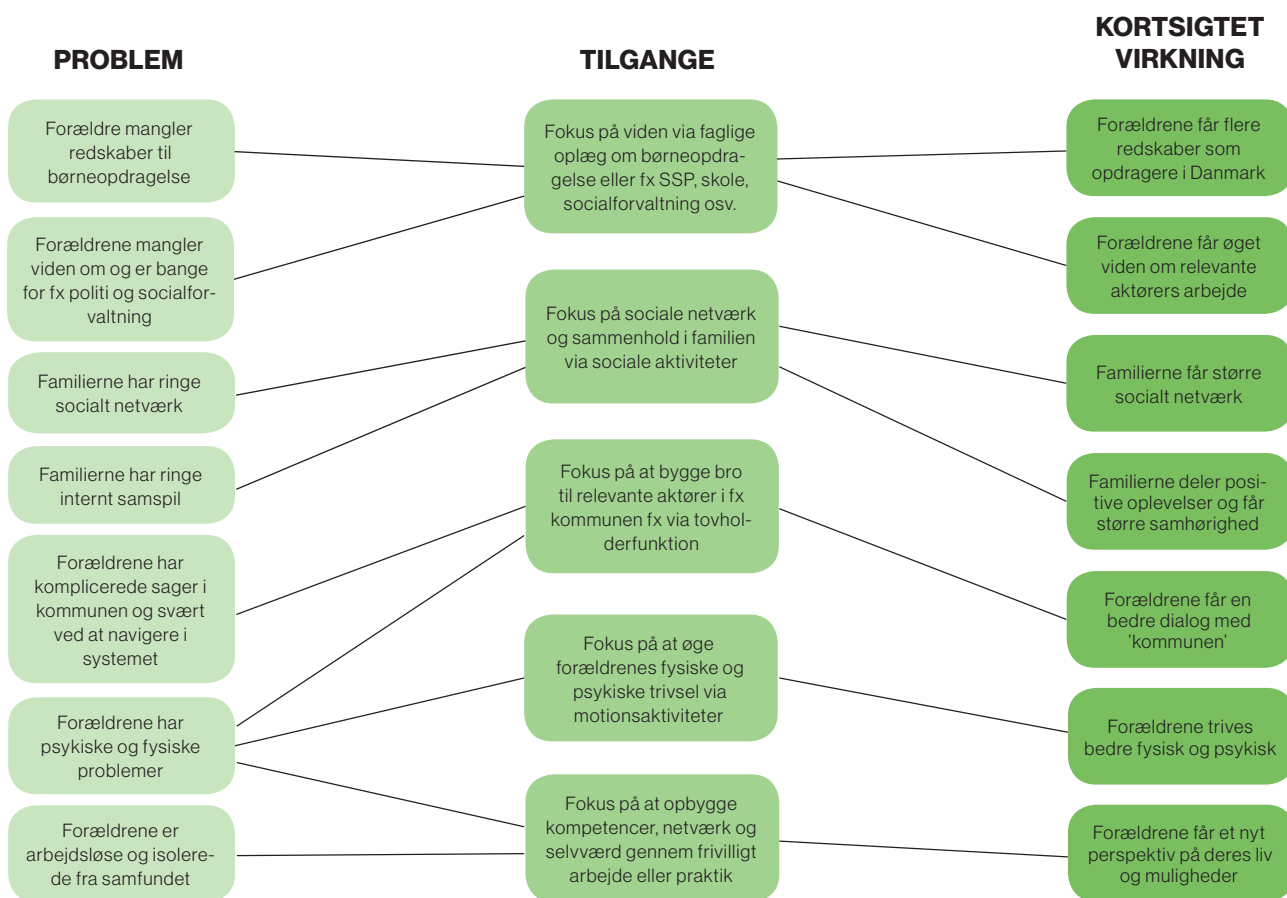 PROBLEM
Forældre mangler
redskaber til
børneopdragelse
Forældrene mangler
viden om og er bange
for fx politi og socialfor-
valtning
Familierne har ringe
socialt netværk
Familierne har ringe
internt samspil
Forældrene har
komplicerede sager i
kommunen og svært
ved at navigere i
systemet
Forældrene har
psykiske og fysiske
problemer
Forældrene er
arbejdsløse og isolere-
de fra samfundet
TILGANGE
Fokus på viden via faglige
oplæg om børneopdra-
gelse eller fx SSP, skole,
socialforvaltning osv.
Fokus på sociale netværk
og sammenhold i familien
via sociale aktiviteter
Fokus på at bygge bro
til relevante aktører i fx
kommunen fx via tovhol-
derfunktion
Fokus på at øge
forældrenes fysiske og
psykiske trivsel via
motionsaktiviteter
Fokus på at opbygge
kompetencer, netværk og
selvværd gennem frivilligt
arbejde eller praktik
KORTSIGTET
VIRKNING
Forældrene får flere
redskaber som
opdragere i Danmark
Forældrene får øget
viden om relevante
aktørers arbejde
Familierne får større
socialt netværk
Familierne deler posi-
tive oplevelser og får
større samhørighed
Forældrene får en
bedre dialog med
'kommunen'
Forældrene trives
bedre fysisk og psykisk
Forældrene får et nyt
perspektiv på deres liv
og muligheder